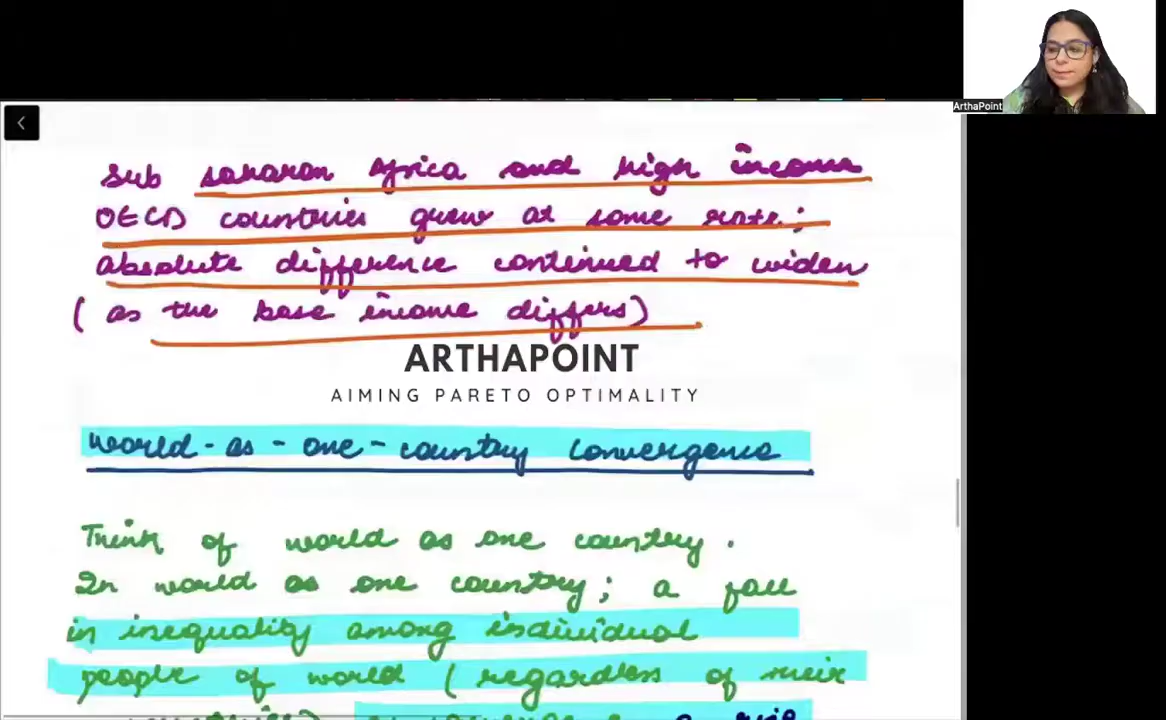 ArthaPoint
Sub saharan Africa and high income
OECD countries grew at same rate;
absolute difference continued to widen
( as the base income differs)
ARTHAPOINT
AIMING PARETO OPTIMALITY
World-as-one-country Convergence
Think of world as one country.
In world as one country; a fall
in inequality among individual
people of world ( regardless of their
countries)